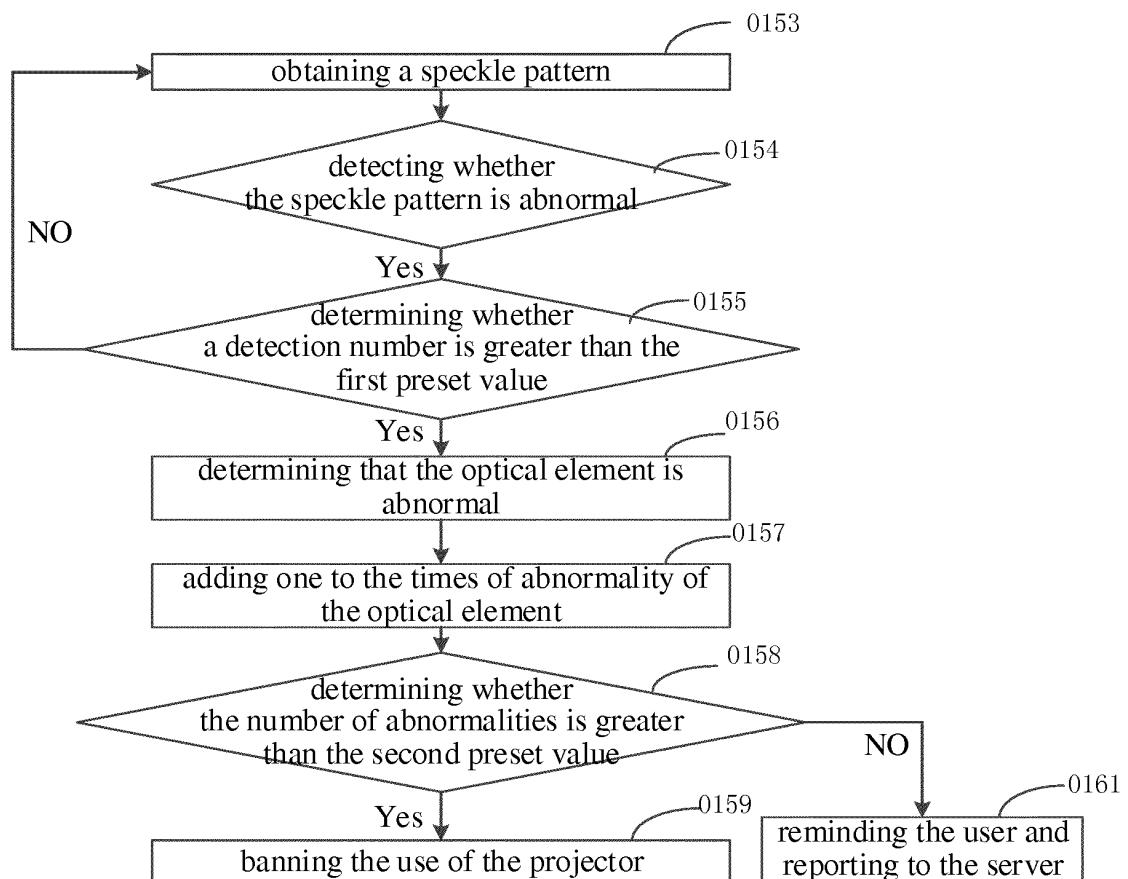 0153
obtaining a speckle pattern
0154
detecting whether
the speckle pattern is abnormal
NO
Yes
0155
determining whether
a detection number is greater than the
first preset value
Yes
0156
determining that the optical element is
abnormal
0157
adding one to the times of abnormality of
the optical element
0158
determining whether
the number of abnormalities is greater
than the second preset value
NO
Yes
0159
0161
banning the use of the projector
reminding the user and
reporting to the server